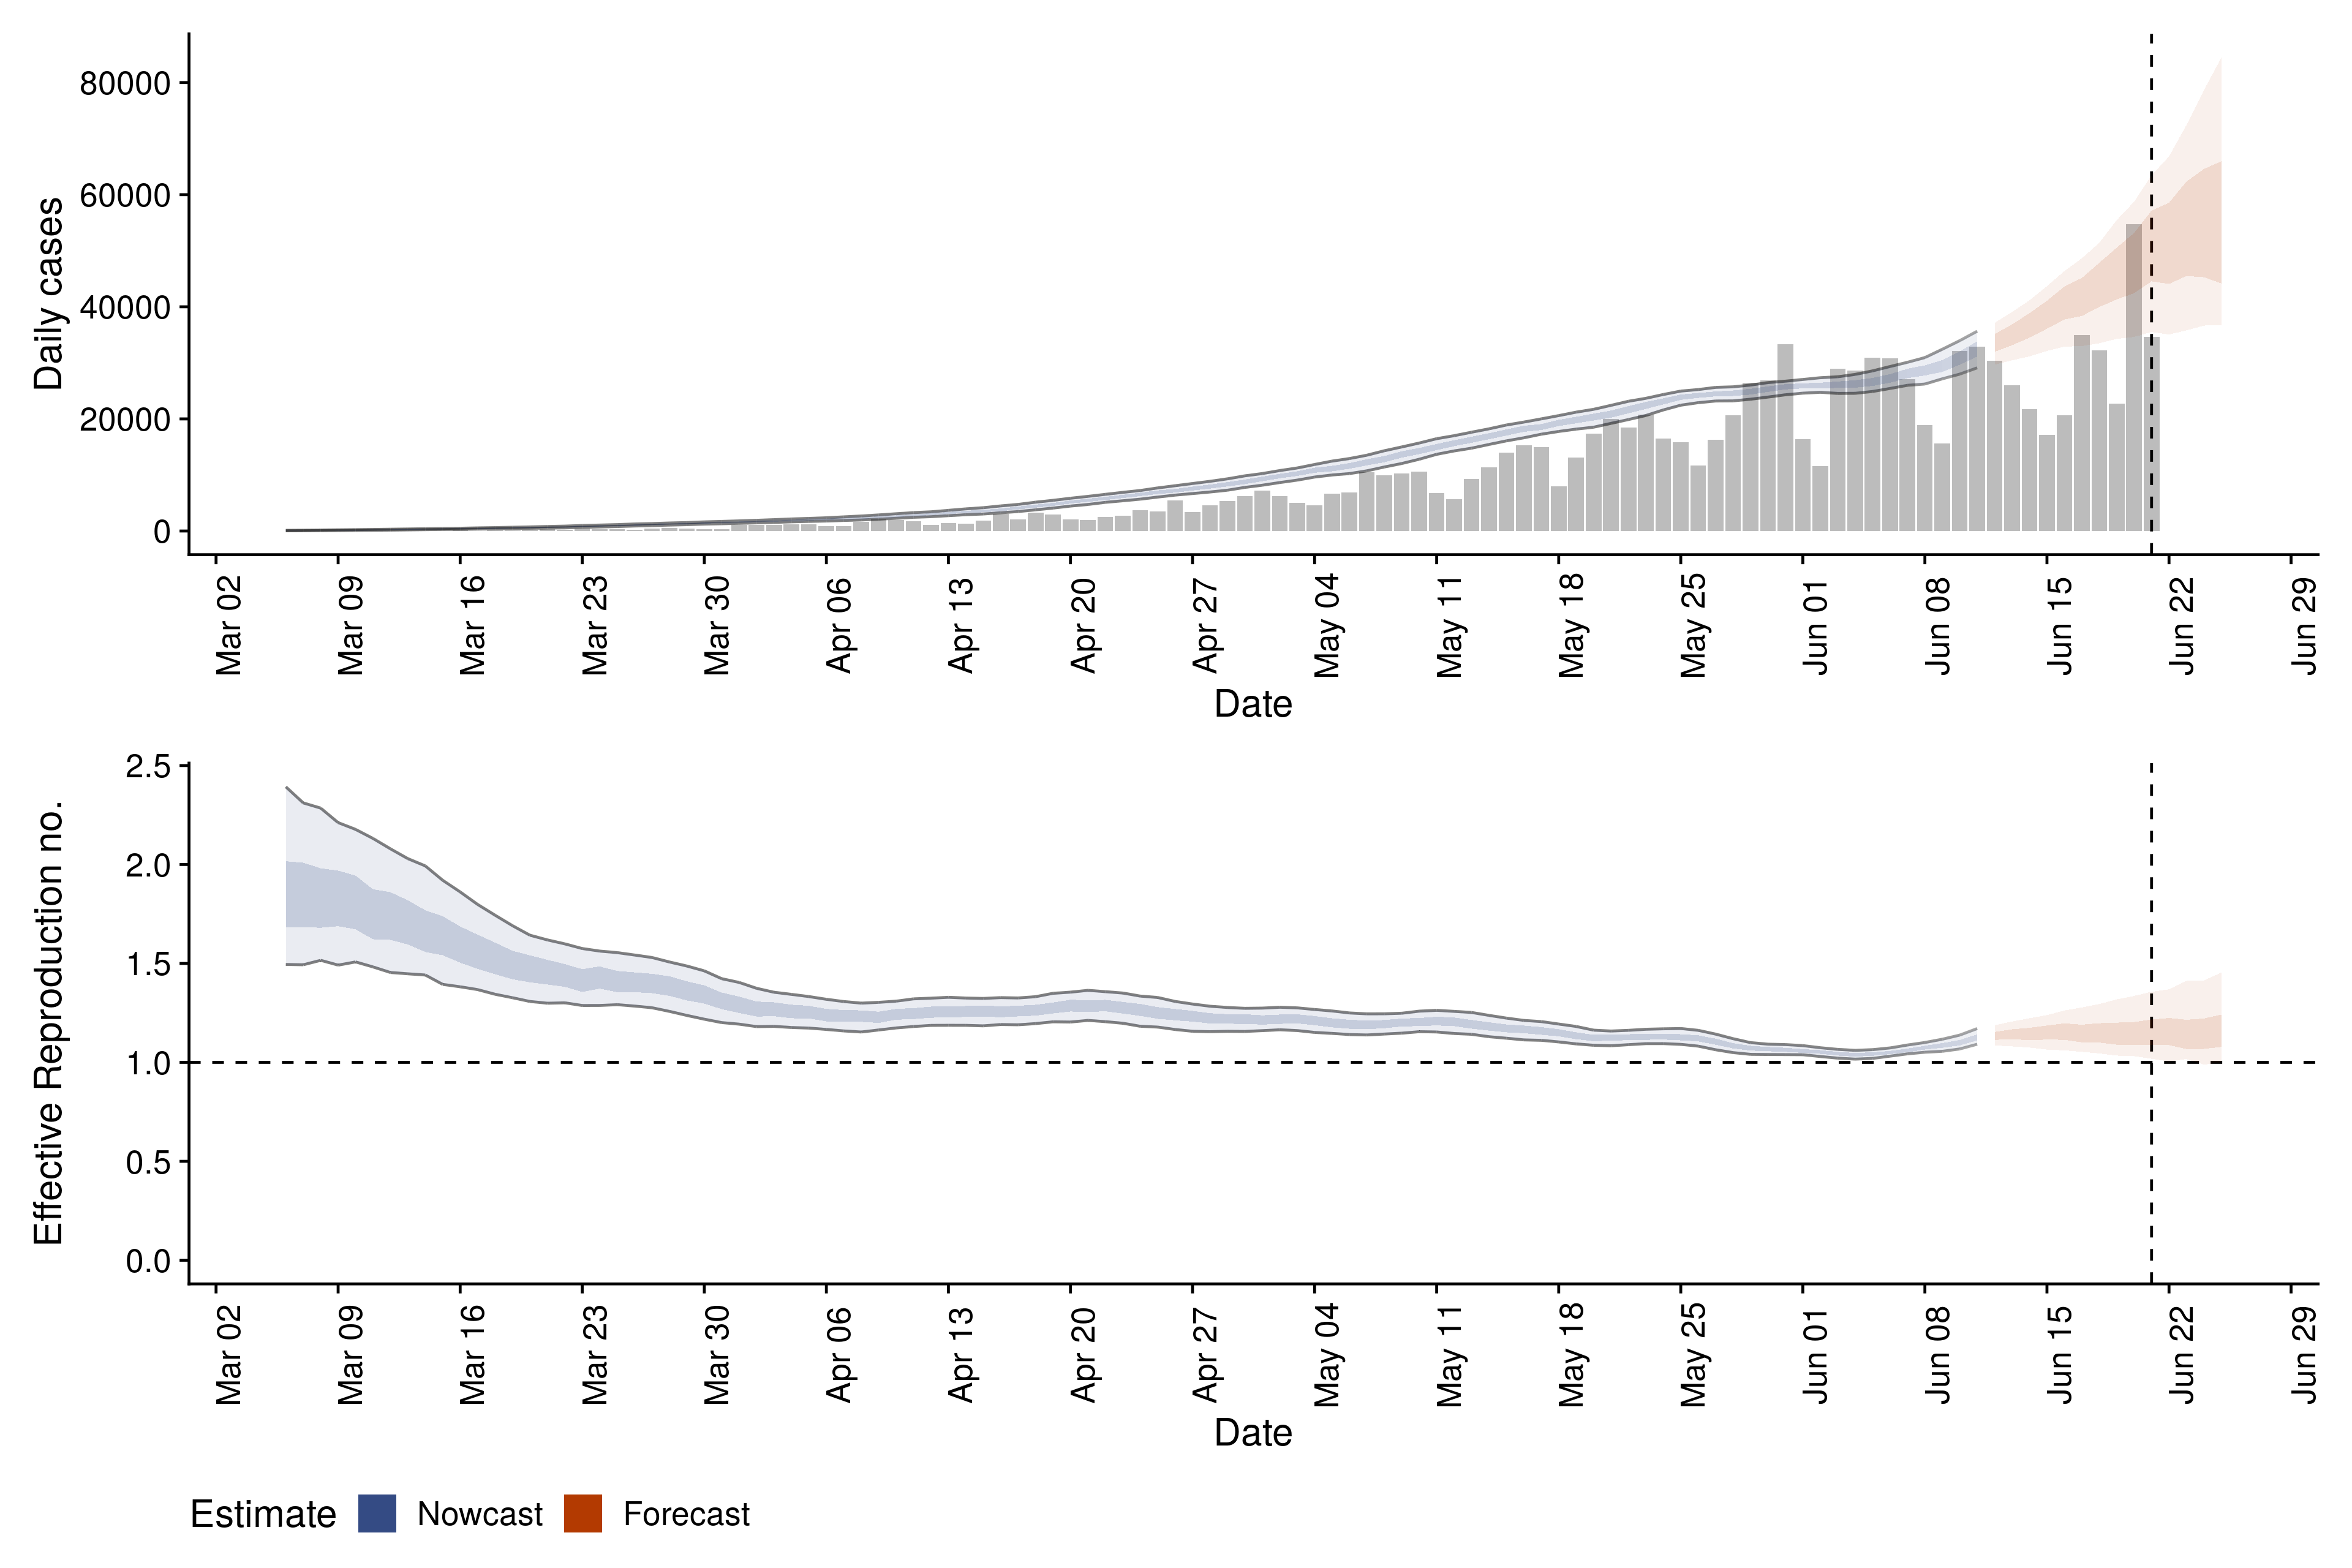 Daily cases
80000
60000
40000
20000
0
Mar 02 Mar 09 Mar 16 Mar 23 Mar 30 Apr 06 Apr 13 Apr 20 Apr 27 May 04 May 11 May 18 May 25 Jun 01 Jun 08 Jun 15 Jun 22 Jun 29
Date
Effective Reproduction no.
2.5
2.0
1.5
1.0
0.5
0.0
Mar 02 Mar 09 Mar 16 Mar 23 Mar 30 Apr 06 Apr 13 Apr 20 Apr 27 May 04 May 11 May 18 May 25 Jun 01 Jun 08 Jun 15 Jun 22 Jun 29
Date
Estimate Nowcast Forecast